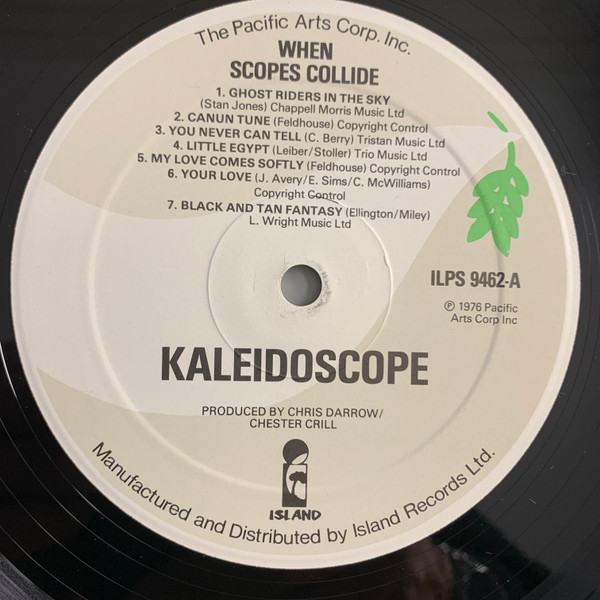 The Pacific Arts Corp. Inc.
WHEN
SCOPES COLLIDE
1. GHOST RIDERS IN THE SKY
(Stan Jones) Chappell Morris Music Ltd
2. CANUN TUNE (Feldhouse) Copyright Control
3. YOU NEVER CAN TELL (C. Berry) Tristan Music Ltd
4. LITTLE EGYPT (Leiber/Stoller) Trio Music Ltd
5. MY LOVE COMES SOFTLY (Feldhouse) Copyright Control
6. YOUR LOVE (J. Avery/E. Sims/C. McWilliams)
Copyright Control
7. BLACK AND TAN FANTASY (Ellington/Miley)
L. Wright Music Ltd
ILPS 9462-A
℗ 1976 Pacific
Arts Corp Inc
KALEIDOSCOPE
PRODUCED BY CHRIS DARROW/
CHESTER CRILL
ISLAND
Manufactured and Distributed by Island Records Ltd.